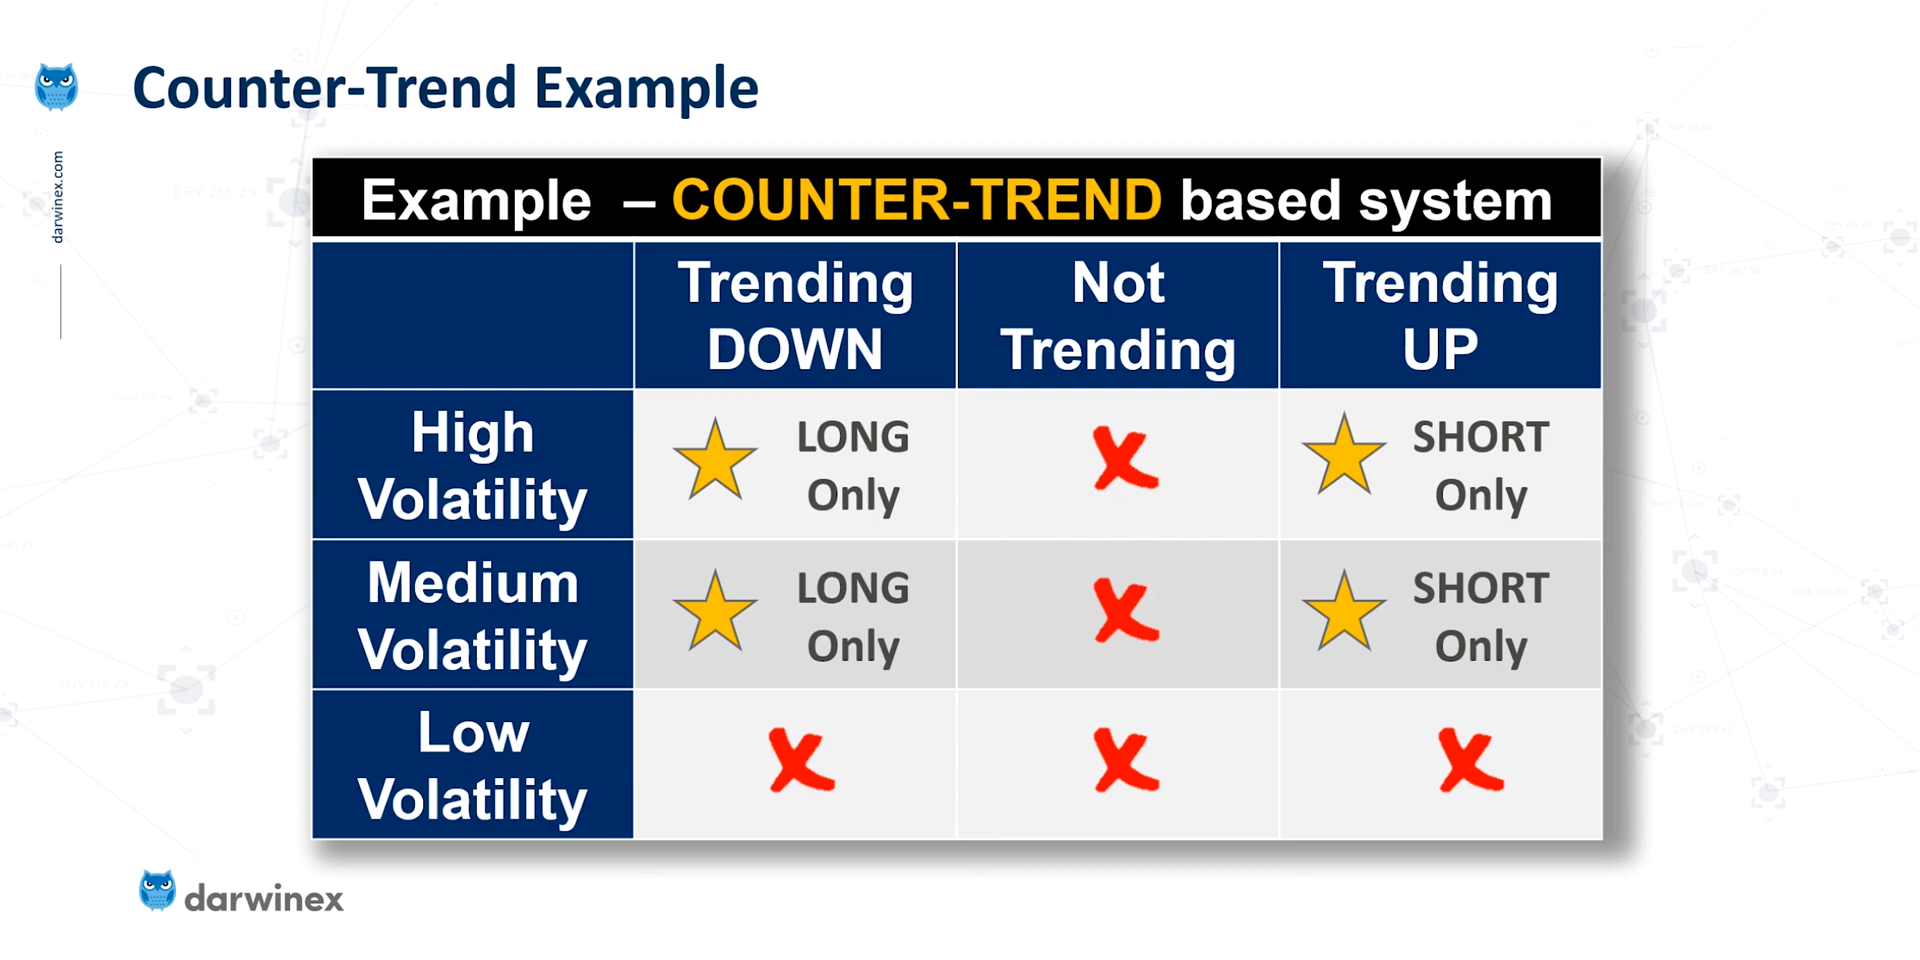 Counter-Trend Example
darwinex.com
Example – COUNTER-TREND based system
Trending
DOWN
Not
Trending
Trending
UP
High
Volatility
LONG
Only
SHORT
Only
Medium
Volatility
LONG
Only
SHORT
Only
Low
Volatility
darwinex